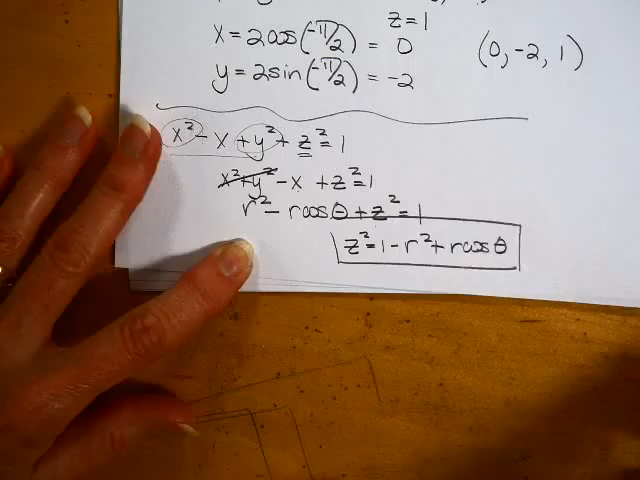 z=1
x = 2cos(-π/2) = 0 (0, -2, 1)
y = 2sin(-π/2) = -2
x² - x + y² + z² = 1
x² + y² - x + z² = 1
r² - rcosθ + z² = 1
z² = 1 - r² + rcosθ